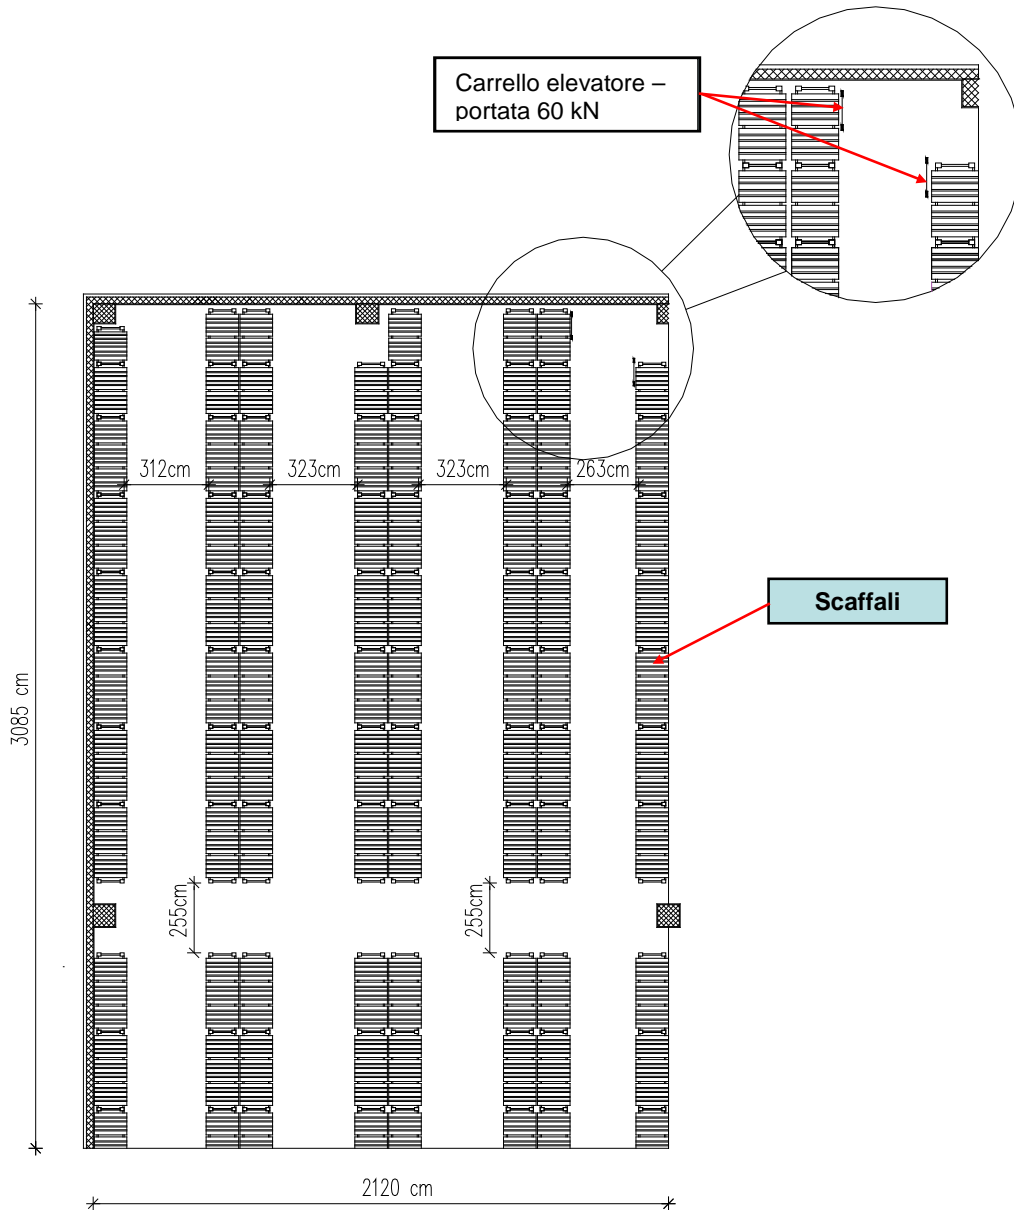 Carrello elevatore –
portata 60 kN
312cm
323cm
323cm
263cm
Scaffali
3085 cm
255cm
255cm
2120 cm